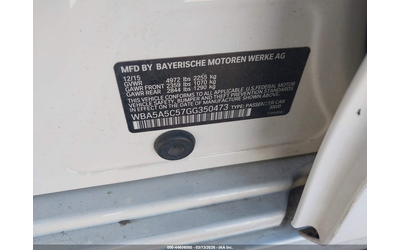 MFD BY BAYERISCHE MOTOREN WERKE AG
12/15
GVWR 4972 lbs 2255 kg
GAWR FRONT 2359 lbs 1070 kg
GAWR REAR 2844 lbs 1290 kg
THIS VEHICLE CONFORMS TO ALL APPLICABLE U.S. FEDERAL MOTOR
VEHICLE SAFETY, BUMPER, AND THEFT PREVENTION STANDARDS
IN EFFECT ON THE DATE OF MANUFACTURE SHOWN ABOVE.
WBA5A5C57GG350473 TYPE: PASSENGER CAR